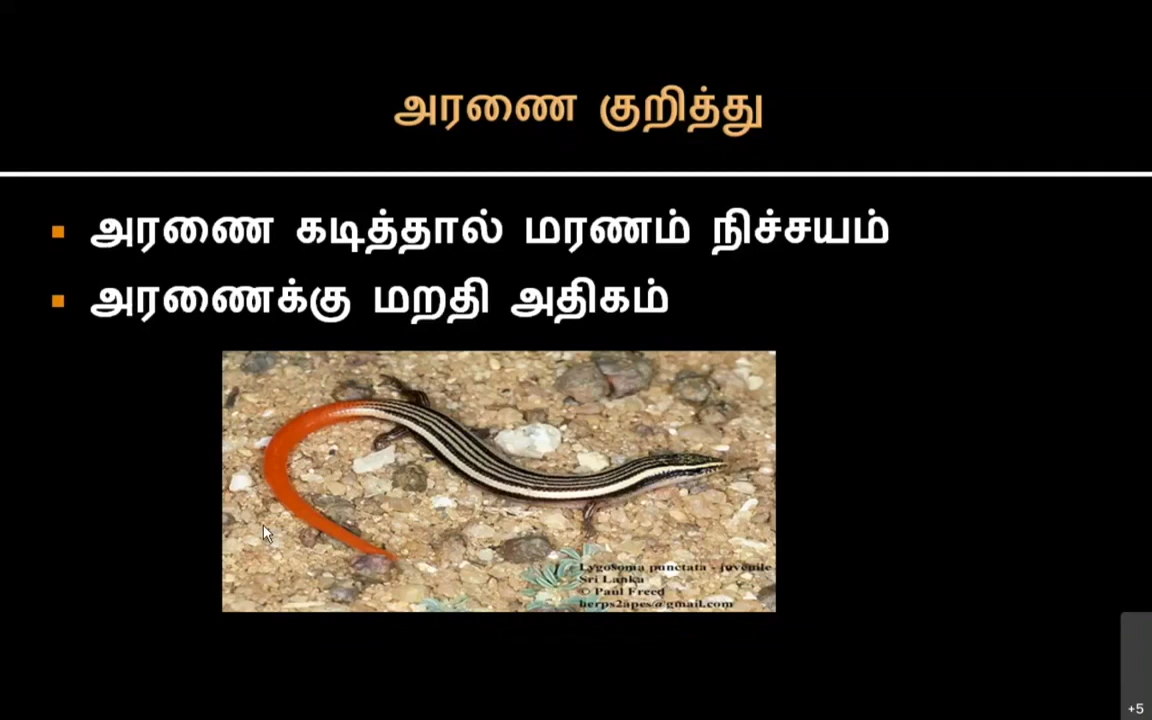 அரணை குறித்து
அரணை கடித்தால் மரணம் நிச்சயம்
அரணைக்கு மறதி அதிகம்
Lygosoma punctata - juvenile
Sri Lanka
© Paul Freed
herps2apes@gmail.com
+5